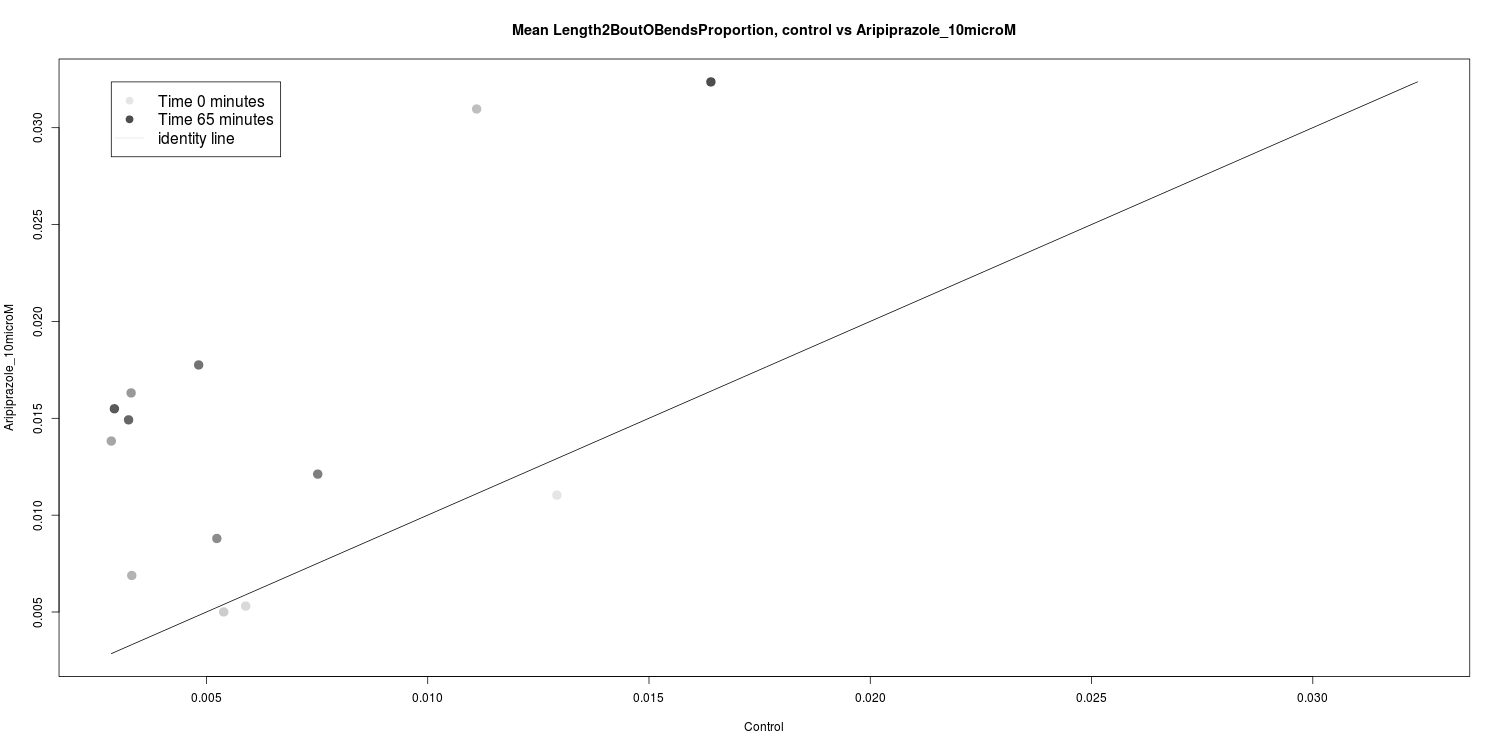 Mean Length2BoutOBendsProportion, control vs Aripiprazole_10microM
Time 0 minutes
Time 65 minutes
identity line
Aripiprazole_10microM
0.030
0.025
0.020
0.015
0.010
0.005
0.005
0.010
0.015
0.020
0.025
0.030
Control